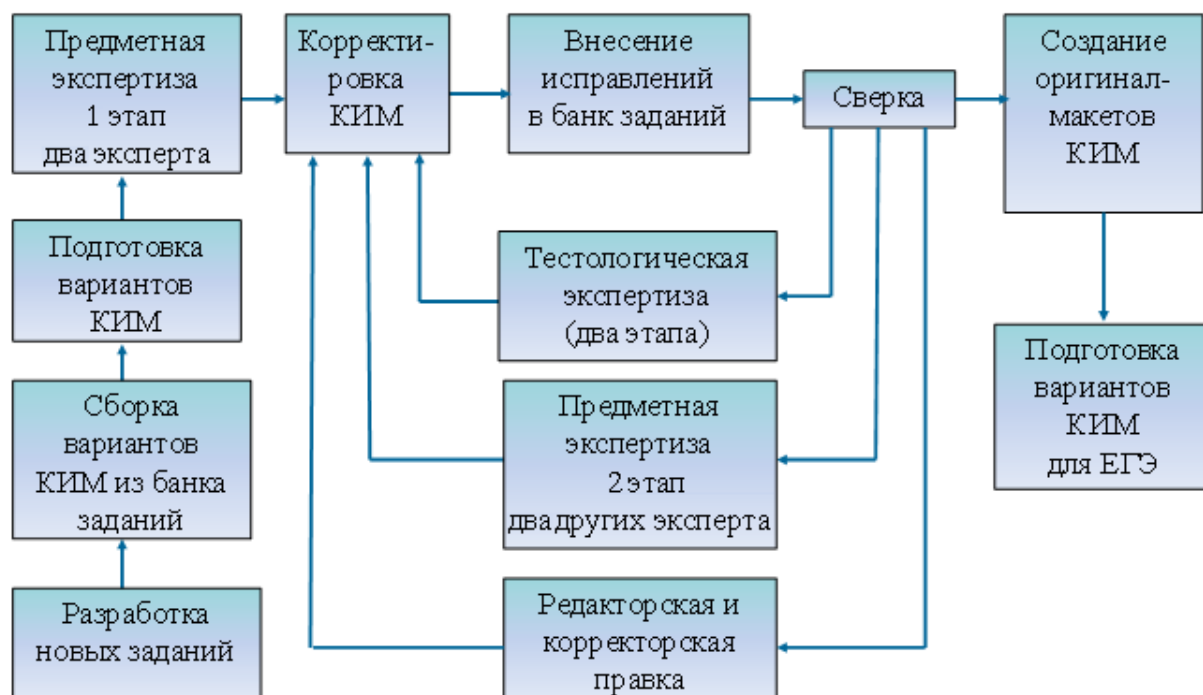 Предметная
экспертиза
1 этап
два эксперта
Корректи-
ровка
КИМ
Внесение
исправлений
в банк заданий
Сверка
Создание
оригинал-
макетов
КИМ
Подготовка
вариантов
КИМ
Тестологическая
экспертиза
(два этапа)
Подготовка
вариантов
КИМ
для ЕГЭ
Сборка
вариантов
КИМ из банка
заданий
Предметная
экспертиза
2 этап
два других эксперта
Разработка
новых заданий
Редакторская и
корректорская
правка